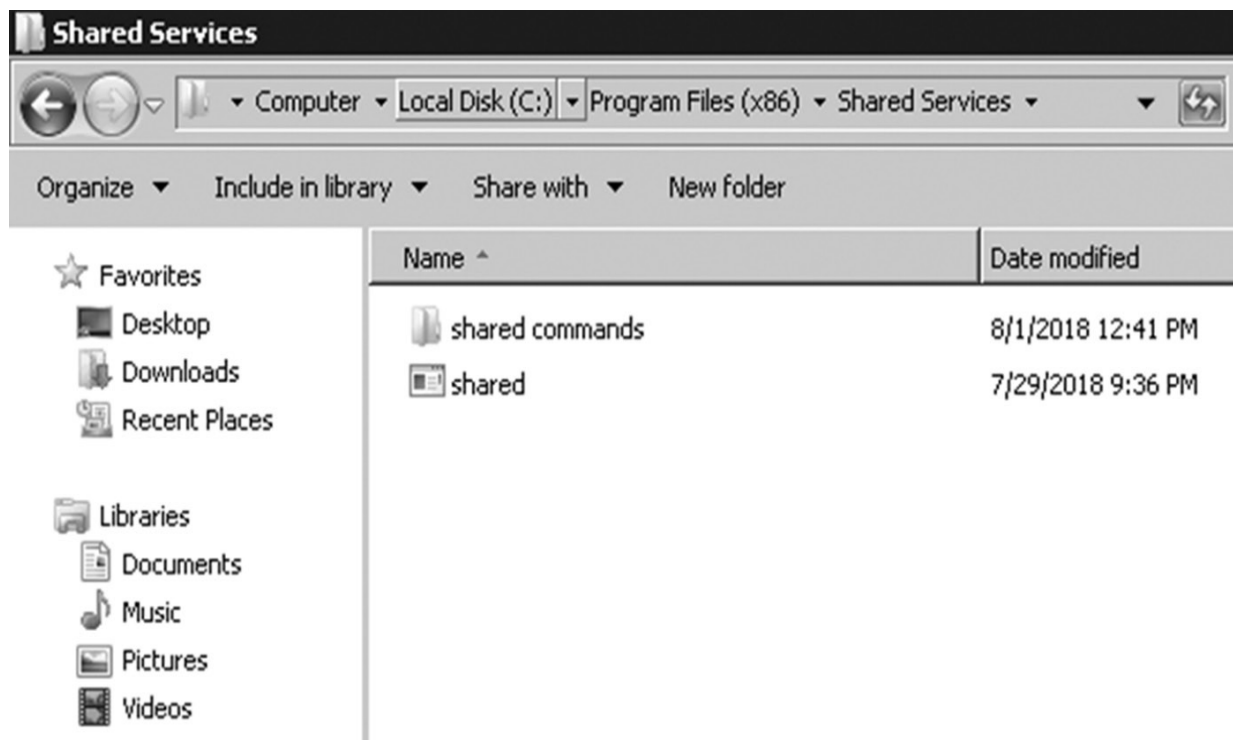 Shared Services
Computer Local Disk (C:) Program Files (x86) Shared Services
Organize Include in library Share with New folder
Favorites
Desktop
Downloads
Recent Places
Libraries
Documents
Music
Pictures
Videos
Name Date modified
shared commands 8/1/2018 12:41 PM
shared 7/29/2018 9:36 PM